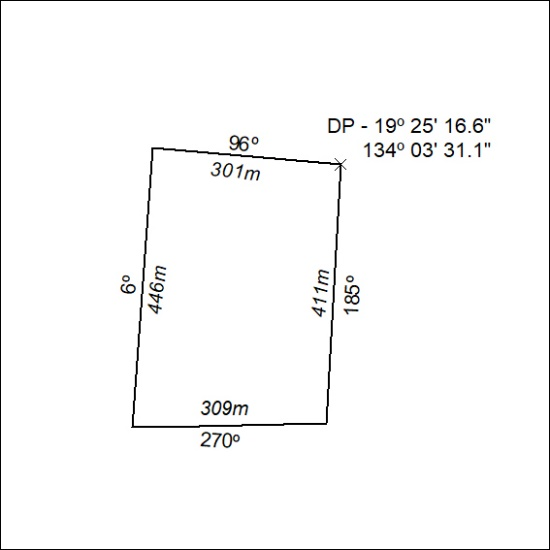 DP - 19º 25' 16.6"
134º 03' 31.1"
96º
301m
6º
446m
411m
185º
309m
270º